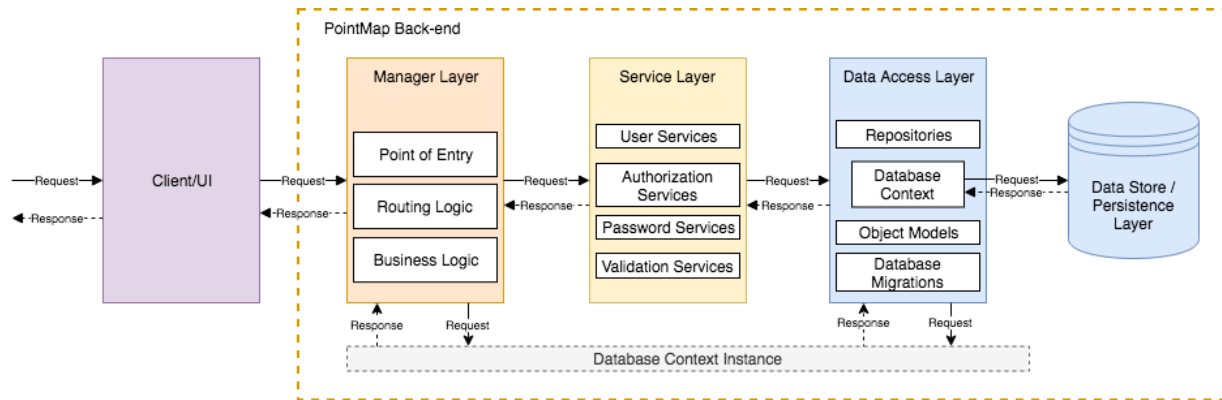 PointMap Back-end
Client/UI
Manager Layer
Point of Entry
Routing Logic
Business Logic
Service Layer
User Services
Authorization
Services
Password Services
Validation Services
Data Access Layer
Repositories
Database
Context
Object Models
Database
Migrations
Data Store /
Persistence
Layer
Request
Response
Request
Response
Request
Response
Request
Response
Request
Response
Response
Request
Response
Request
Database Context Instance